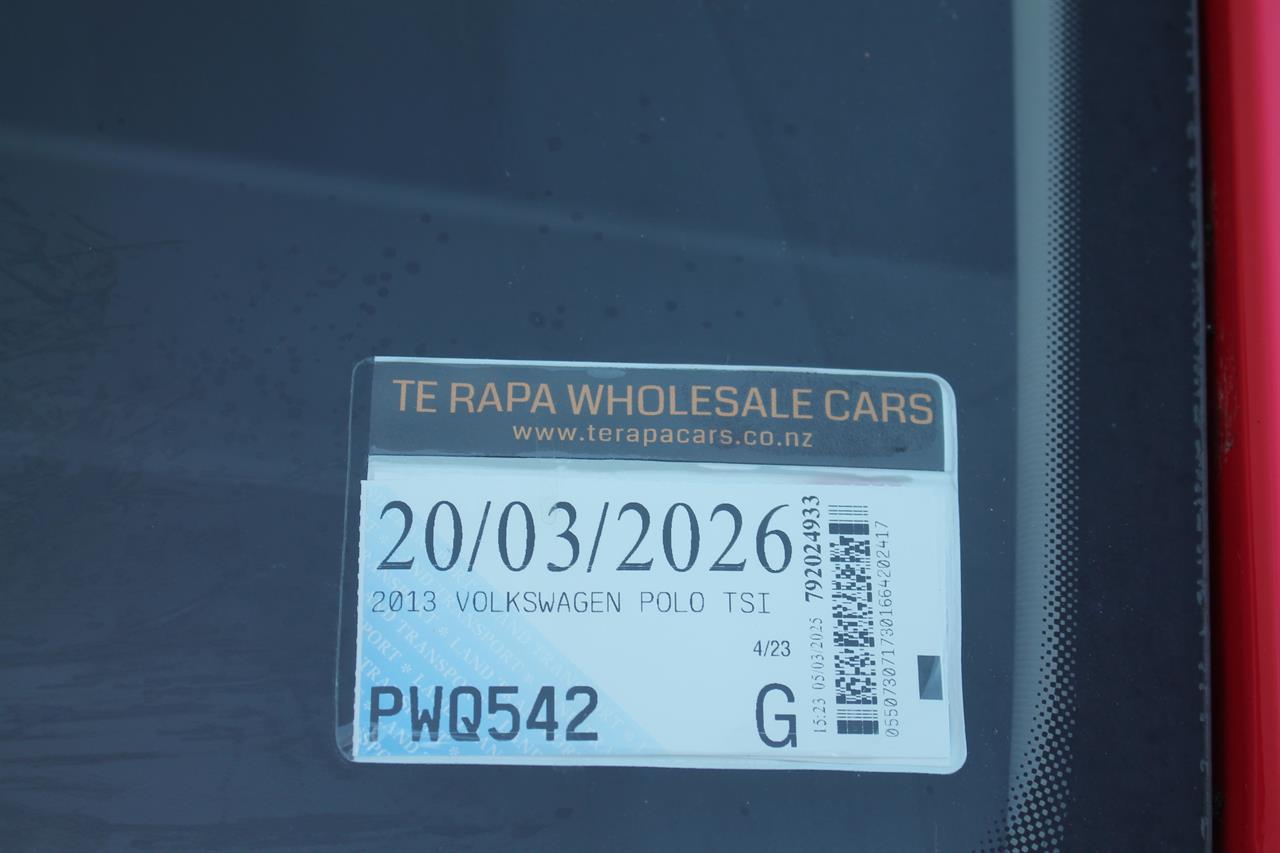 TE RAPA WHOLESALE CARS
www.terapacars.co.nz
20/03/2026
2013 VOLKSWAGEN POLO TSI
4/23
PWQ542
G
15:23 05/03/2025 792024933
05507307173016642024​17